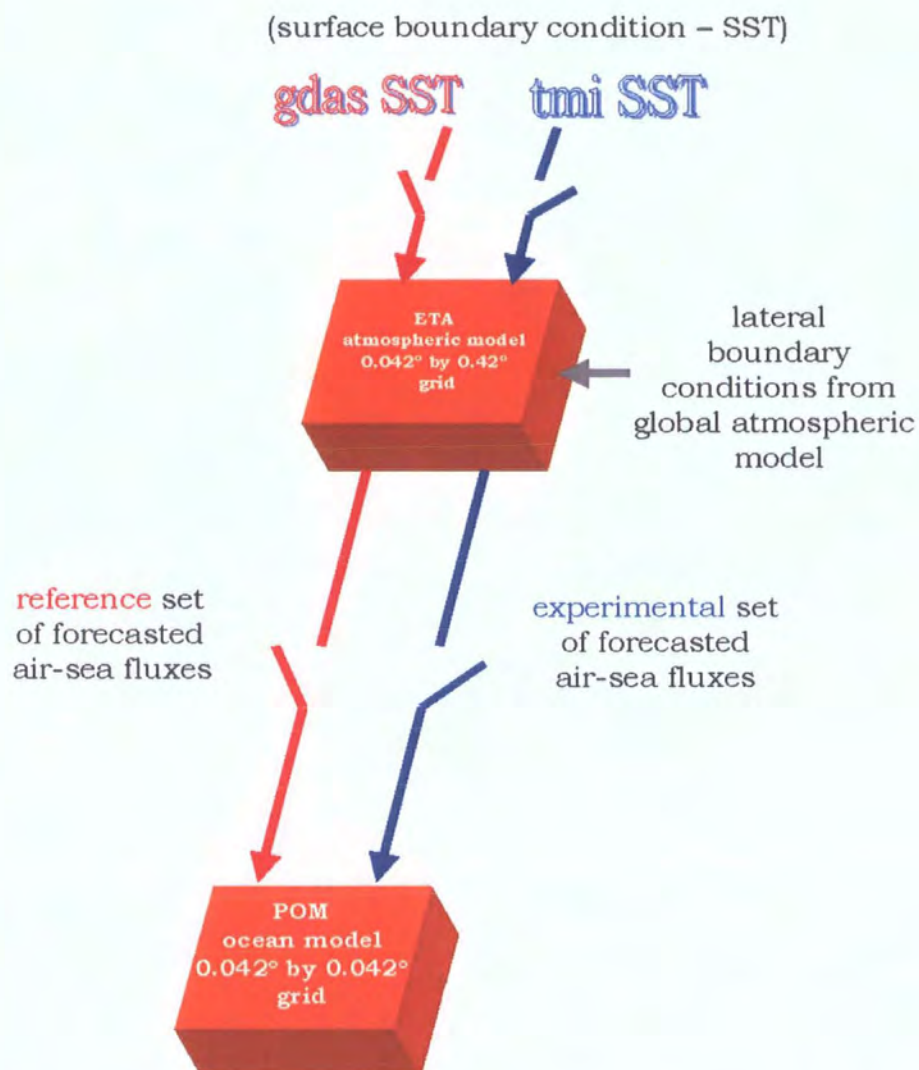 (surface boundary condition – SST)
gdas SST tmi SST
ETA
atmospheric model
0.042° by 0.42°
grid
lateral
boundary
conditions from
global atmospheric
model
reference set
of forecasted
air-sea fluxes
experimental set
of forecasted
air-sea fluxes
POM
ocean model
0.042° by 0.042°
grid